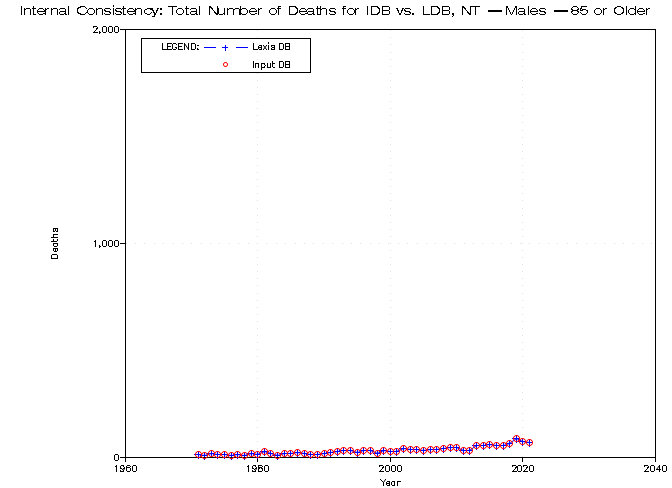 Internal Consistency: Total Number of Deaths for IDB vs. LDB, NT — Males — 85 or Older
2,000
LEGEND: Lexis DB
Input DB
Deaths
1,000
0
1960 1980 2000 2020 2040
Year